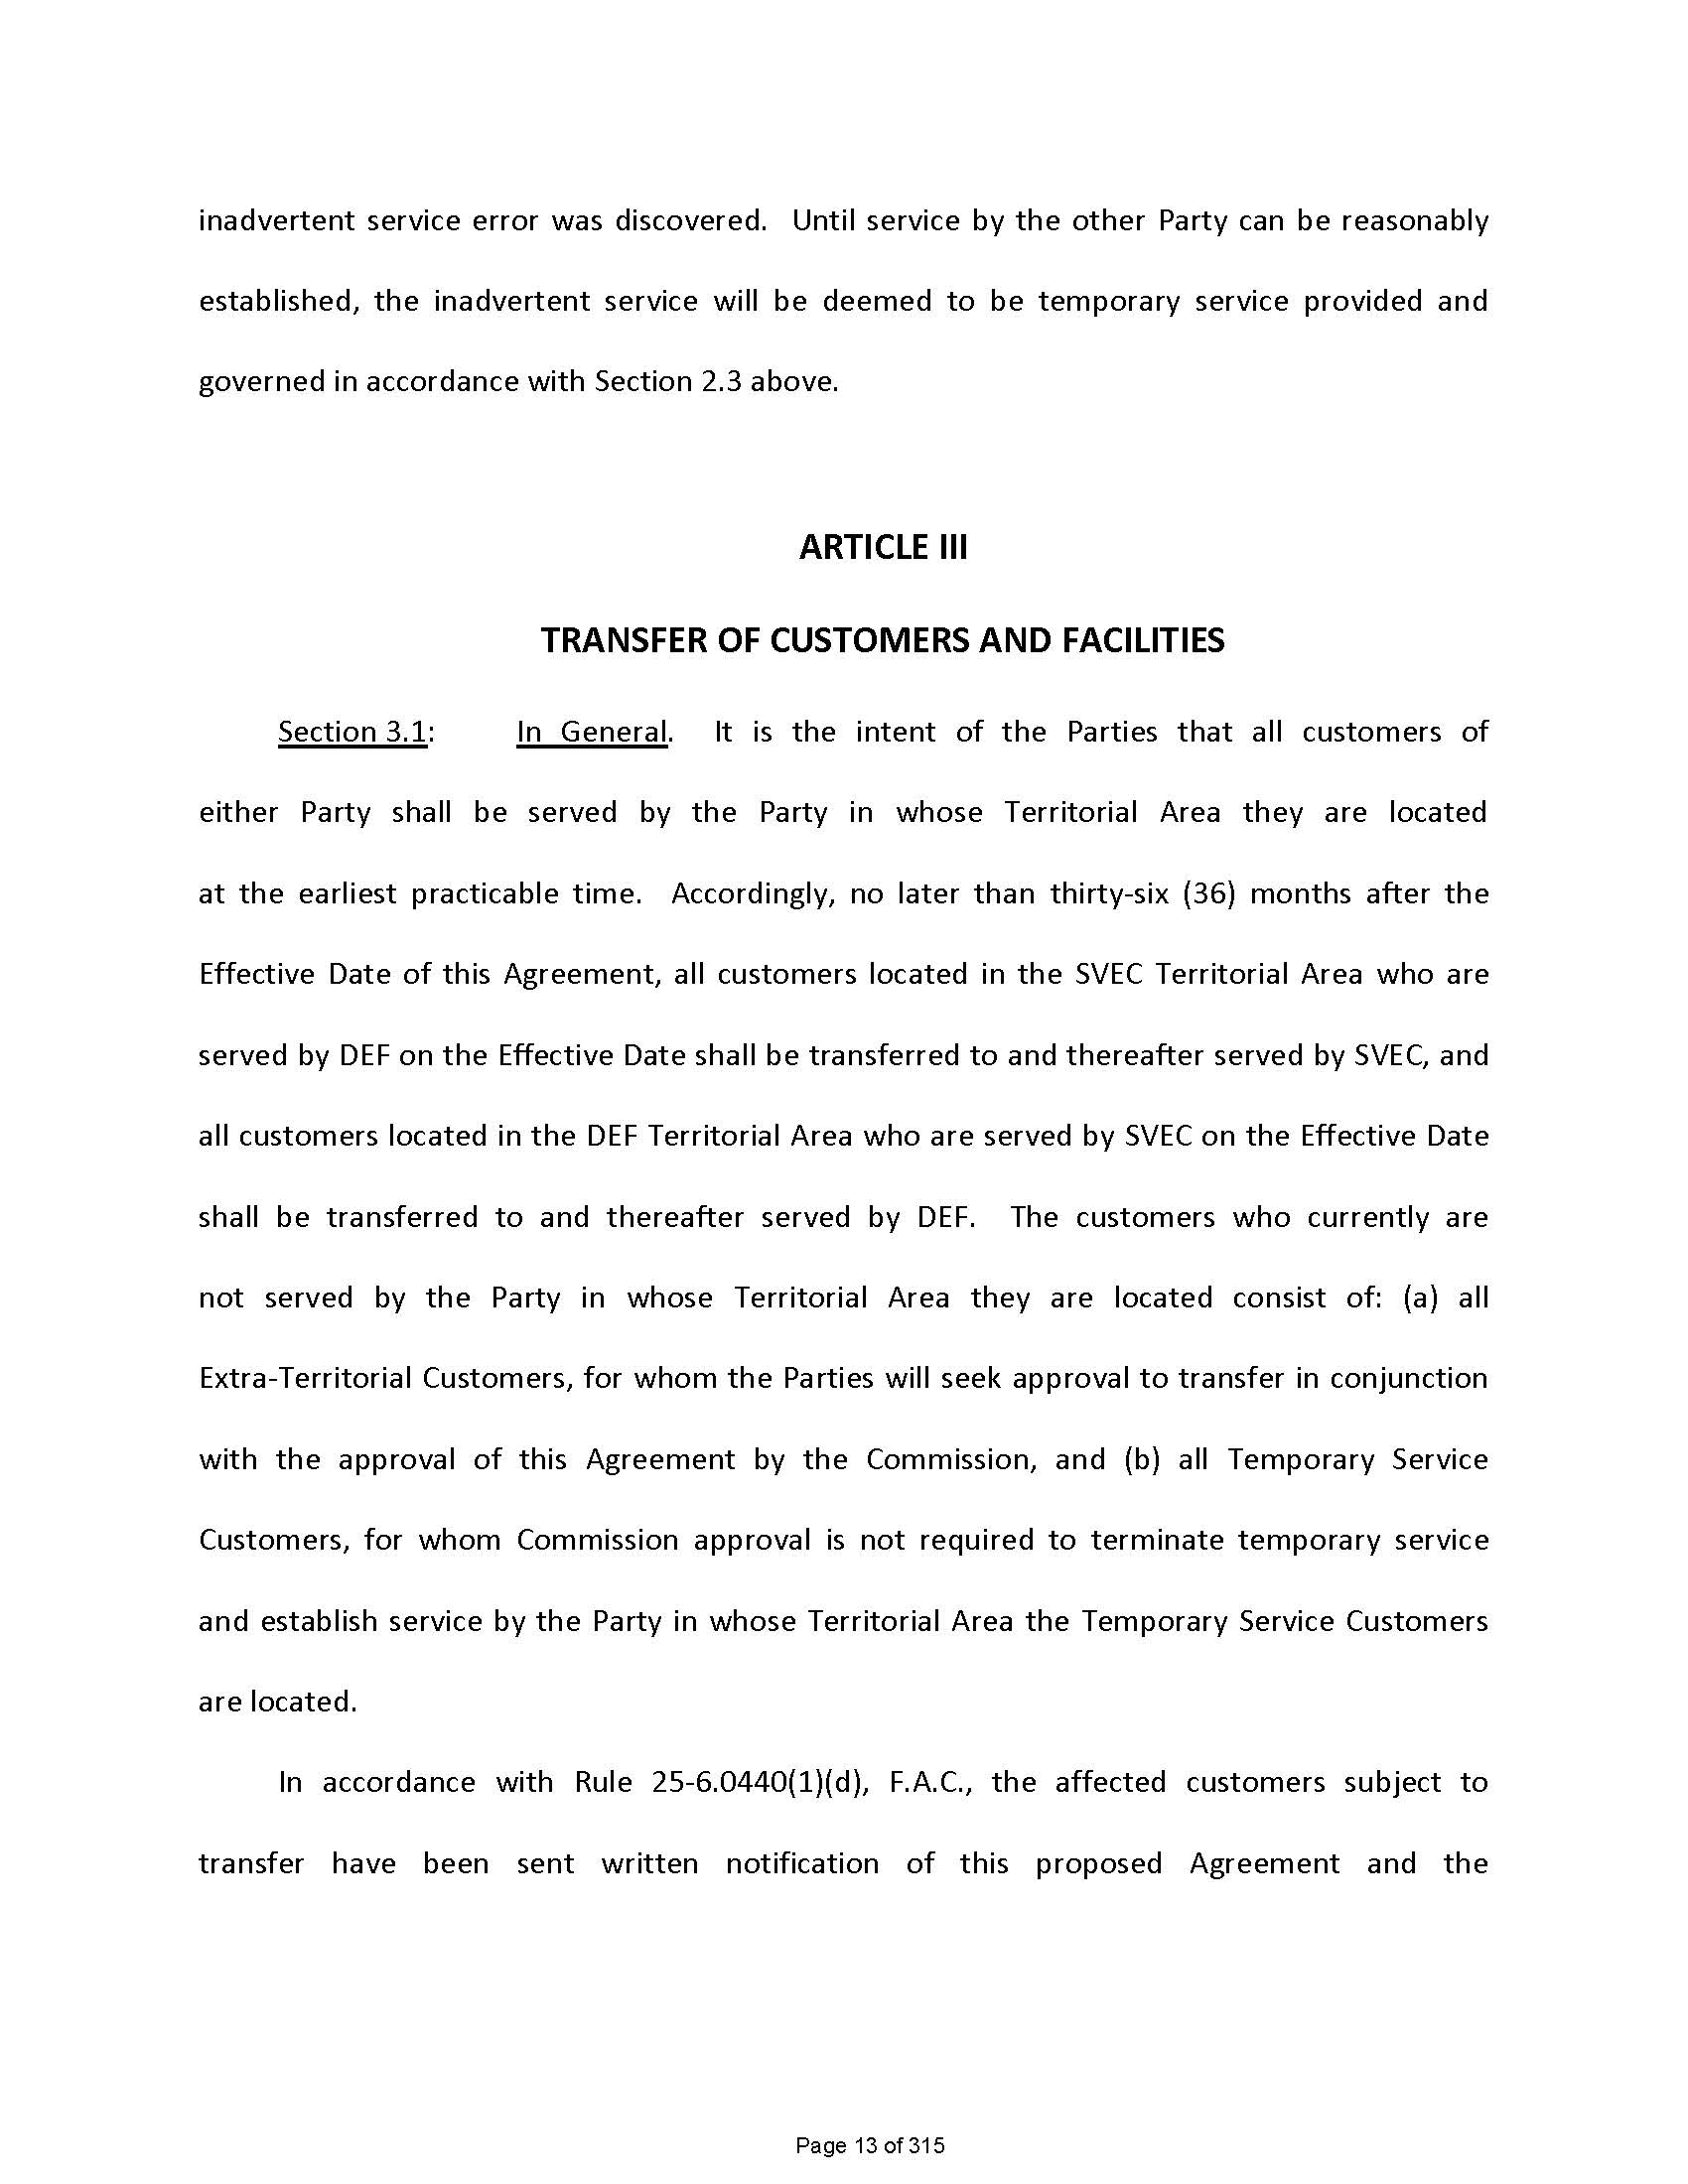 inadvertent service error was discovered. Until service by the other Party can be reasonably
established, the inadvertent service will be deemed to be temporary service provided and
governed in accordance with Section 2.3 above.
ARTICLE III
TRANSFER OF CUSTOMERS AND FACILITIES
Section 3.1: In General. It is the intent of the Parties that all customers of
either Party shall be served by the Party in whose Territorial Area they are located
at the earliest practicable time. Accordingly, no later than thirty-six (36) months after the
Effective Date of this Agreement, all customers located in the SVEC Territorial Area who are
served by DEF on the Effective Date shall be transferred to and thereafter served by SVEC, and
all customers located in the DEF Territorial Area who are served by SVEC on the Effective Date
shall be transferred to and thereafter served by DEF. The customers who currently are
not served by the Party in whose Territorial Area they are located consist of: (a) all
Extra-Territorial Customers, for whom the Parties will seek approval to transfer in conjunction
with the approval of this Agreement by the Commission, and (b) all Temporary Service
Customers, for whom Commission approval is not required to terminate temporary service
and establish service by the Party in whose Territorial Area the Temporary Service Customers
are located.
In accordance with Rule 25-6.0440(1)(d), F.A.C., the affected customers subject to
transfer have been sent written notification of this proposed Agreement and the
Page 13 of 315